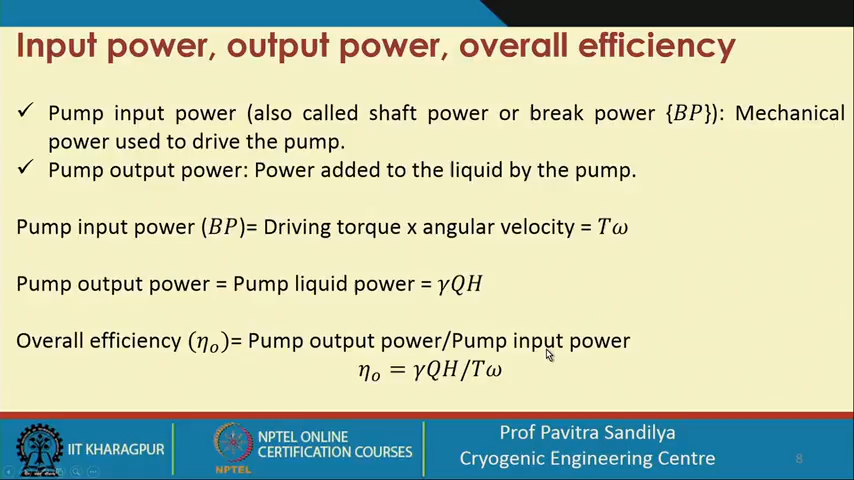 Input power, output power, overall efficiency
✓ Pump input power (also called shaft power or break power {BP}): Mechanical
power used to drive the pump.
✓ Pump output power: Power added to the liquid by the pump.
Pump input power (BP)= Driving torque x angular velocity = Tω
Pump output power = Pump liquid power = γQH
Overall efficiency (ηₒ)= Pump output power/Pump input power
ηₒ = γQH/Tω
IIT KHARAGPUR
NPTEL
NPTEL ONLINE
CERTIFICATION COURSES
Prof Pavitra Sandilya
Cryogenic Engineering Centre
8